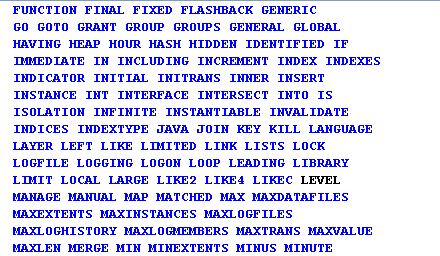 FUNCTION FINAL FIXED FLASHBACK GENERIC
GO GOTO GRANT GROUP GROUPS GENERAL GLOBAL
HAVING HEAP HOUR HASH HIDDEN IDENTIFIED IF
IMMEDIATE IN INCLUDING INCREMENT INDEX INDEXES
INDICATOR INITIAL INITRANS INNER INSERT
INSTANCE INT INTERFACE INTERSECT INTO IS
ISOLATION INFINITE INSTANTIABLE INVALIDATE
INDICES INDEXTYPE JAVA JOIN KEY KILL LANGUAGE
LAYER LEFT LIKE LIMITED LINK LISTS LOCK
LOGFILE LOGGING LOGON LOOP LEADING LIBRARY
LIMIT LOCAL LARGE LIKE2 LIKE4 LIKEC LEVEL
MANAGE MANUAL MAP MATCHED MAX MAXDATAFILES
MAXEXTENTS MAXINSTANCES MAXLOGFILES
MAXLOGHISTORY MAXLOGMEMBERS MAXTRANS MAXVALUE
MAXLEN MERGE MIN MINEXTENTS MINUS MINUTE